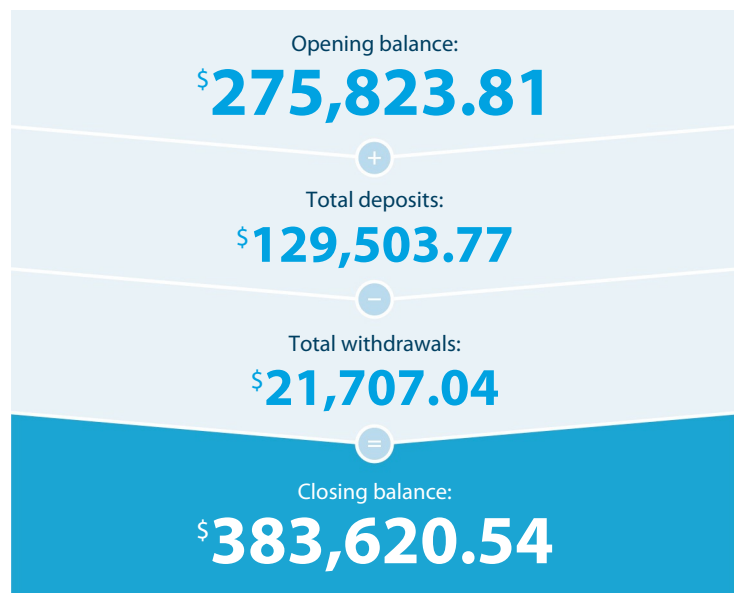 Opening balance:
$275,823.81
+
Total deposits:
$129,503.77
−
Total withdrawals:
$21,707.04
=
Closing balance:
$383,620.54